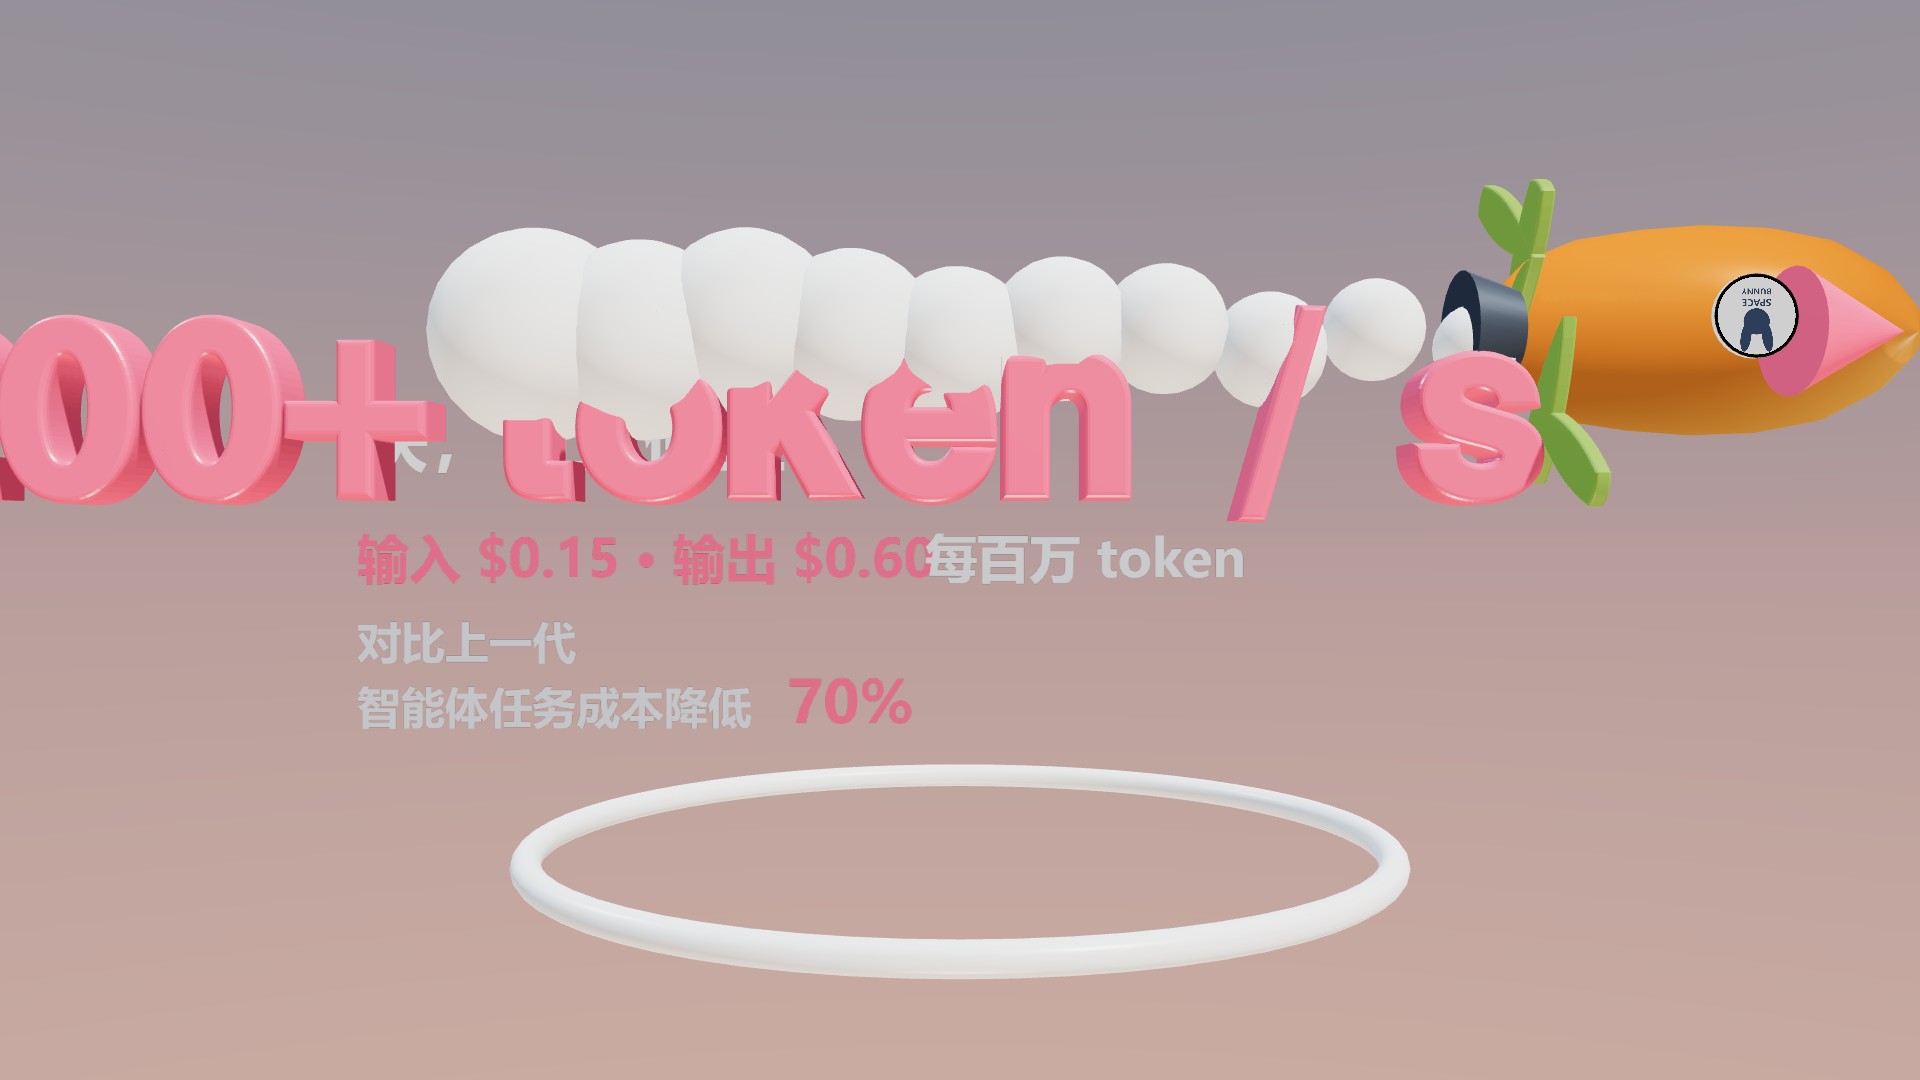 00+ token / s
SPACE
BUNNY
输入 $0.15 · 输出 $0.60 每百万 token
对比上一代
智能体任务成本降低 70%